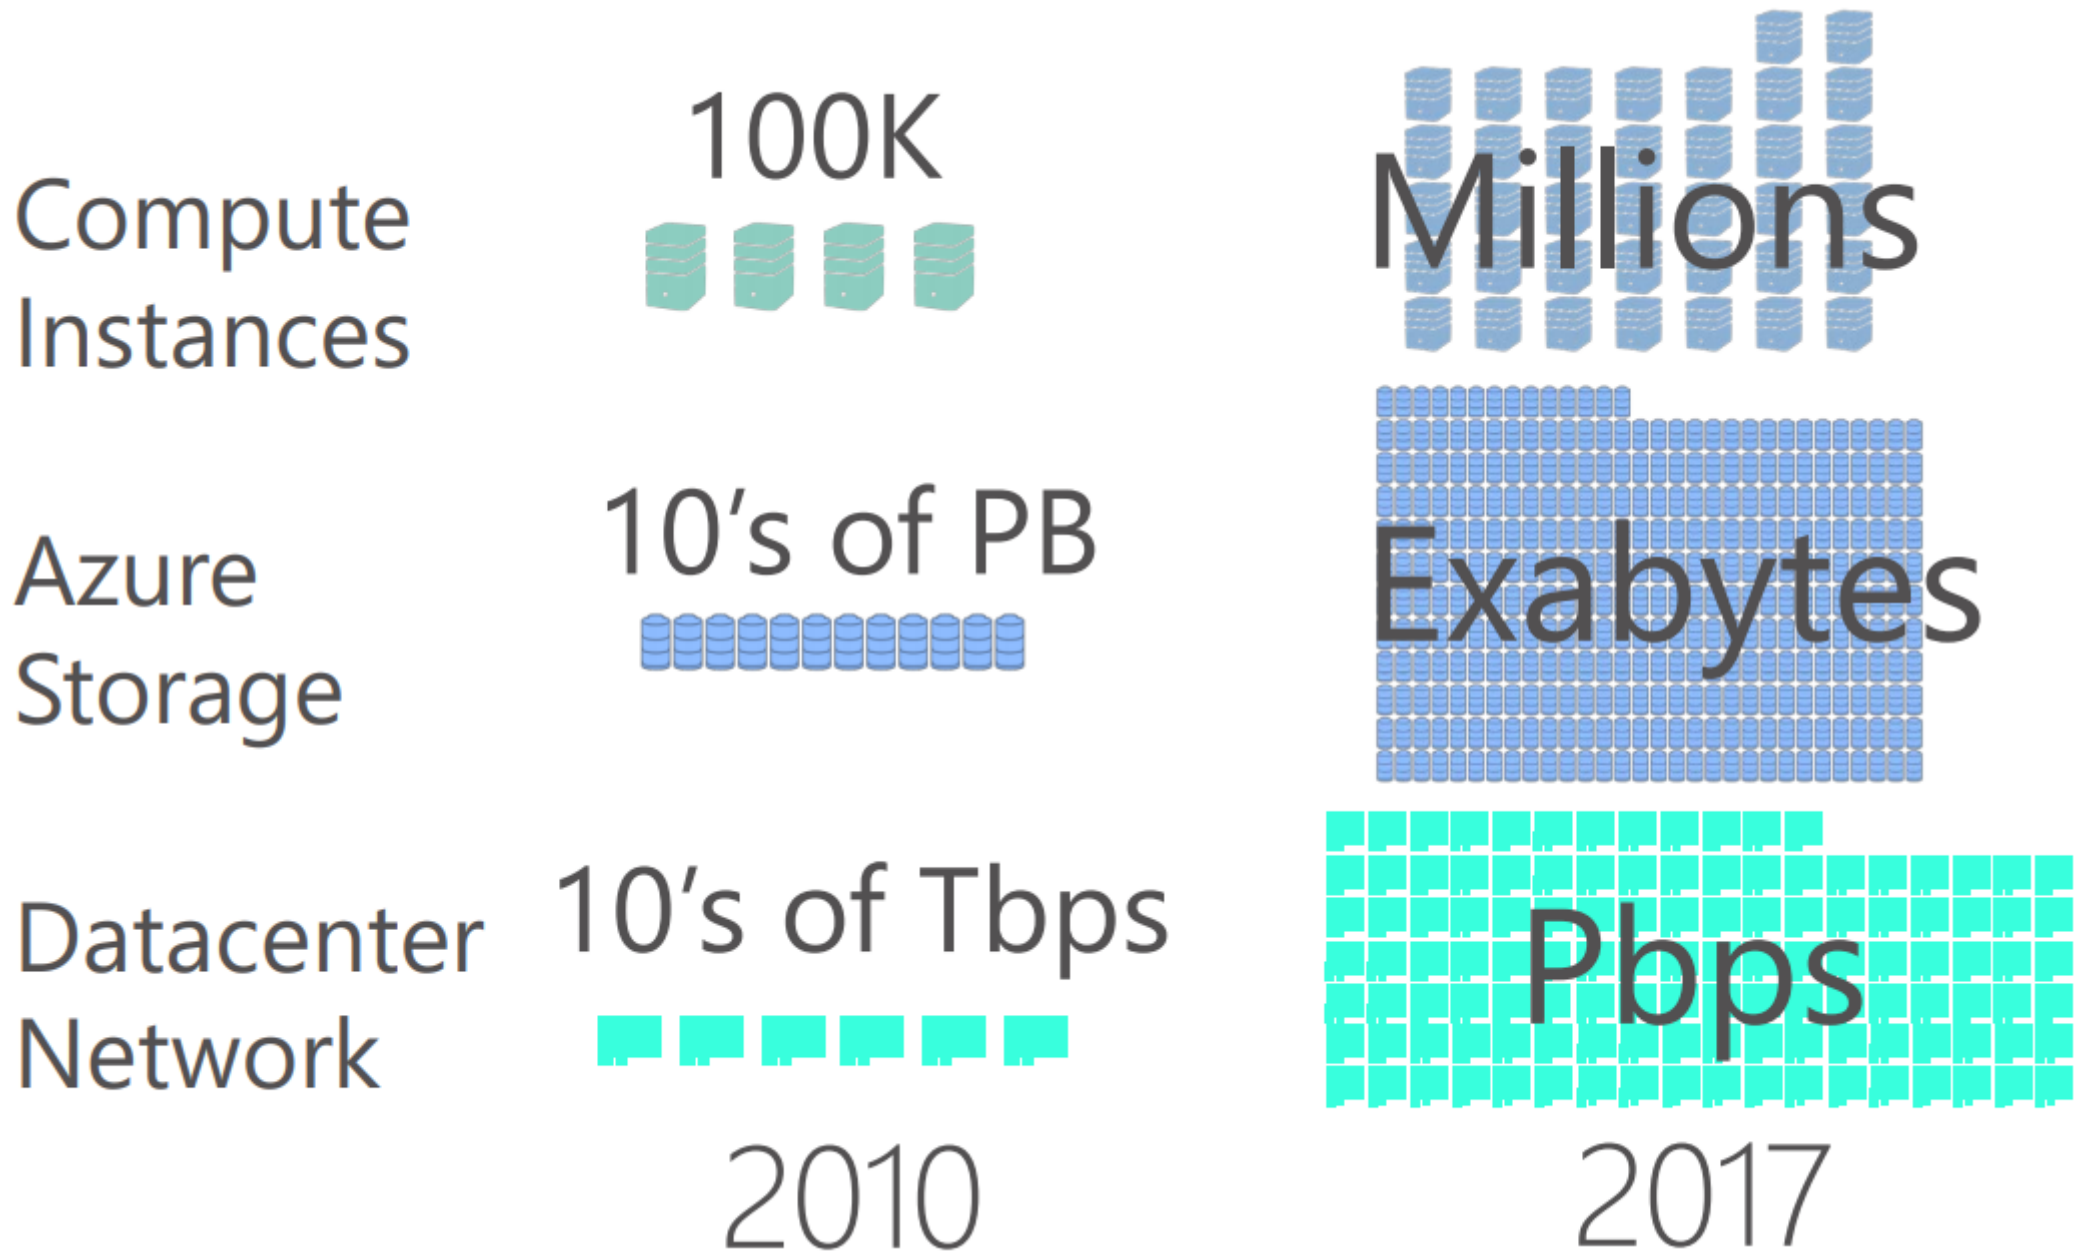 100K
Millions
Compute
Instances
10's of PB
Exabytes
Azure
Storage
10's of Tbps
Pbps
Datacenter
Network
2010
2017